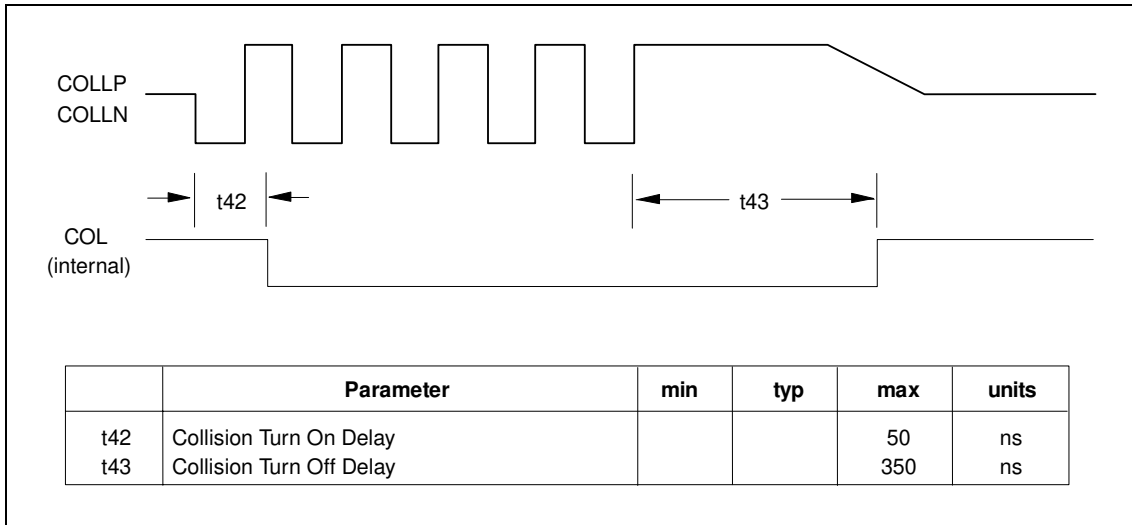 COLLP
COLLN
t42
t43
COL
(internal)
Parameter min typ max units
t42 Collision Turn On Delay 50 ns
t43 Collision Turn Off Delay 350 ns